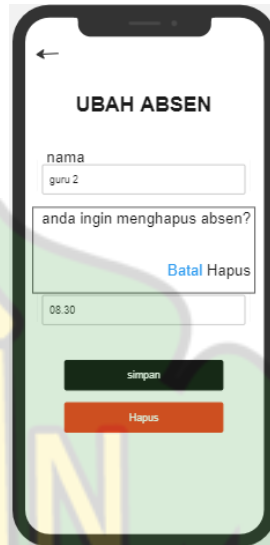 UBAH ABSEN
nama
guru 2
anda ingin menghapus absen?
Batal Hapus
08.30
simpan
Hapus